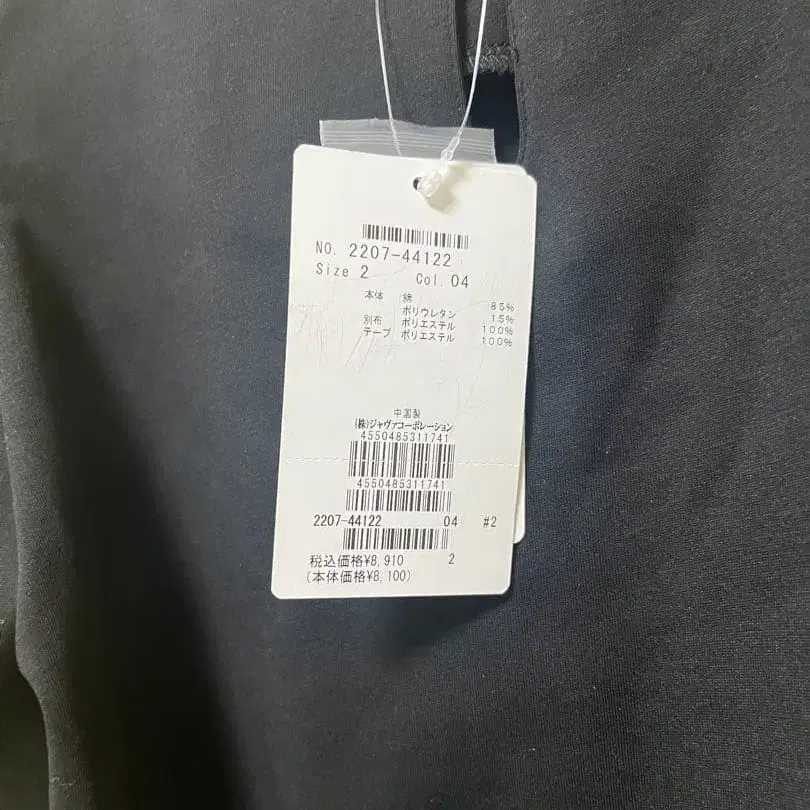 NO. 2207-44122
Size 2 Col. 04
本体 綿 85%
ポリウレタン 15%
別布 ポリエステル 100%
テープ ポリエステル 100%
中国製
(株)ジャヴァコーポレーション
4550485311741
4550485311741
2207-44122 04 #2
税込価格¥8,910 2
(本体価格¥8,100)